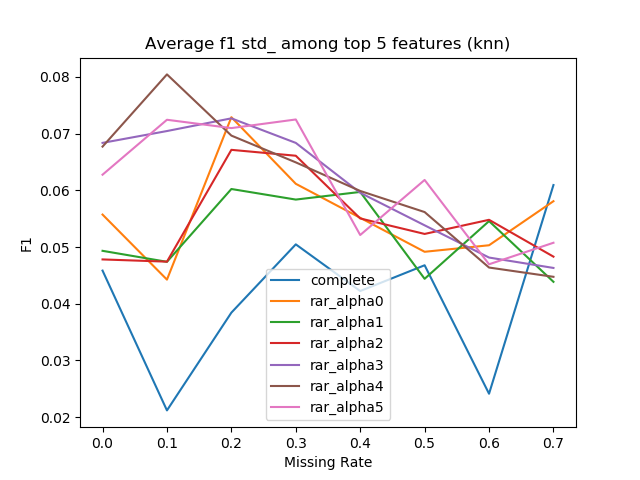 Average f1 std_ among top 5 features (knn)
F1
0.08
0.07
0.06
0.05
0.04
0.03
0.02
complete
rar_alpha0
rar_alpha1
rar_alpha2
rar_alpha3
rar_alpha4
rar_alpha5
0.0 0.1 0.2 0.3 0.4 0.5 0.6 0.7
Missing Rate